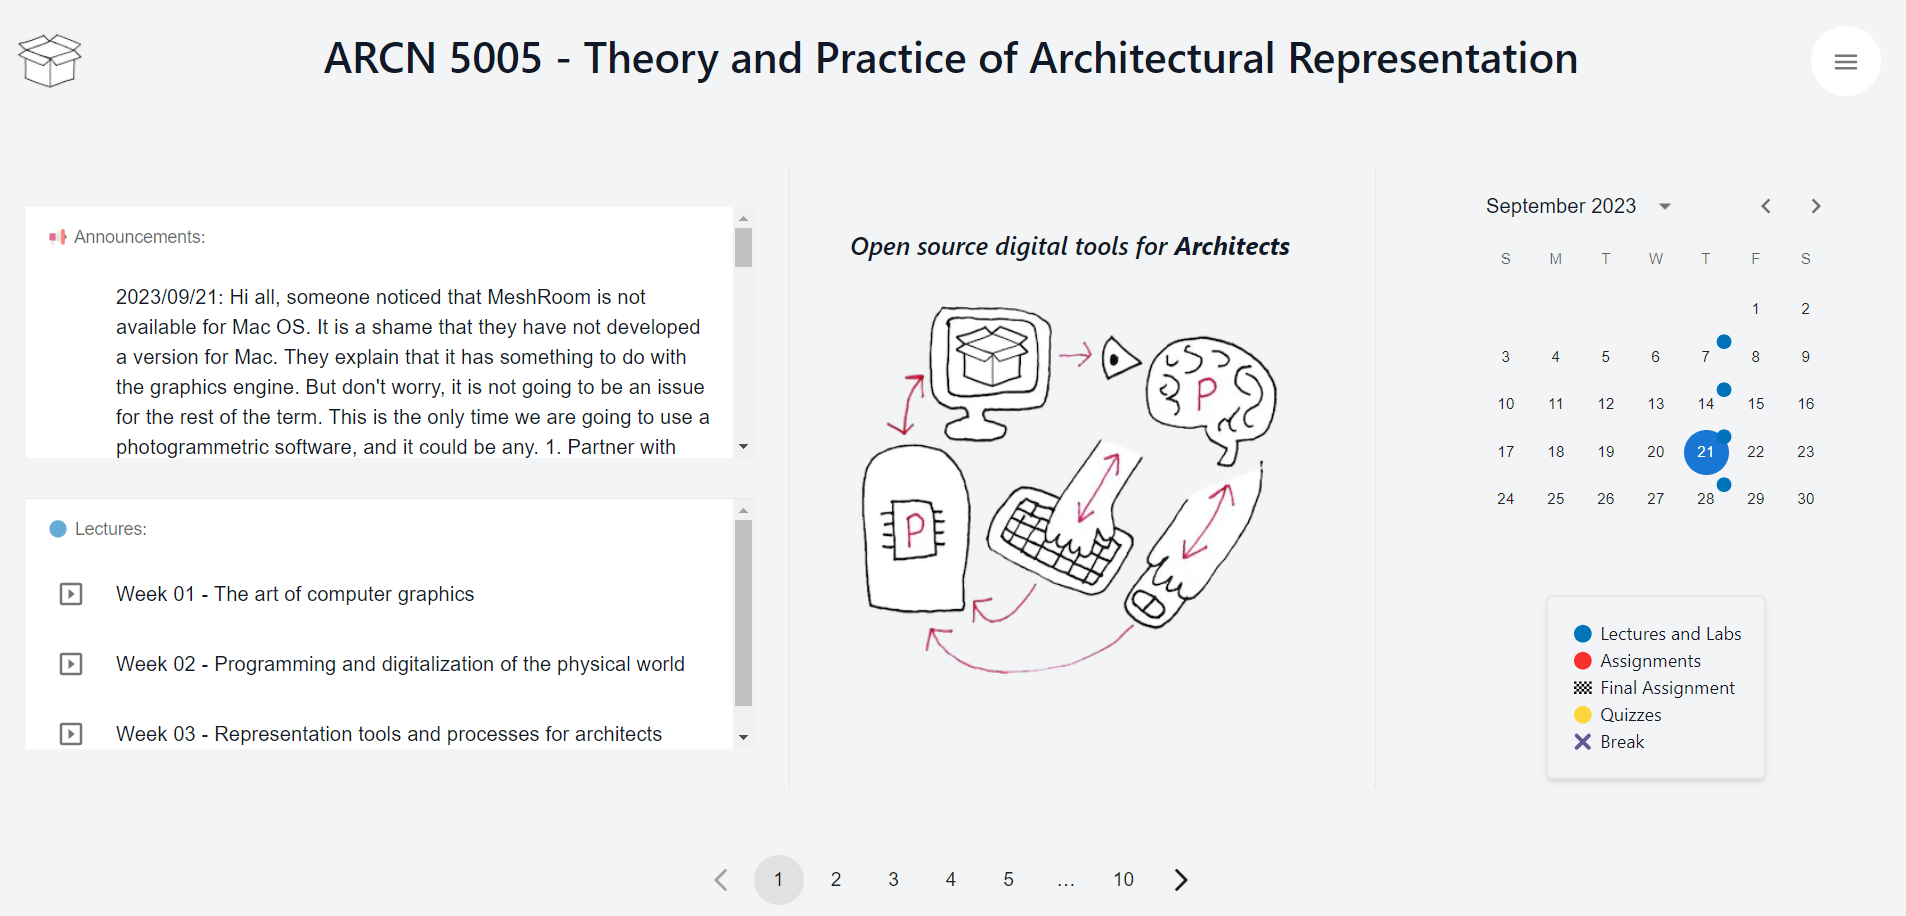 ARCN 5005 - Theory and Practice of Architectural Representation
Announcements:
2023/09/21: Hi all, someone noticed that MeshRoom is not
available for Mac OS. It is a shame that they have not developed
a version for Mac. They explain that it has something to do with
the graphics engine. But don't worry, it is not going to be an issue
for the rest of the term. This is the only time we are going to use a
photogrammetric software, and it could be any. 1. Partner with
Lectures:
Week 01 - The art of computer graphics
Week 02 - Programming and digitalization of the physical world
Week 03 - Representation tools and processes for architects
Open source digital tools for Architects
P
P
September 2023
S M T W T F S
1 2
3 4 5 6 7 8 9
10 11 12 13 14 15 16
17 18 19 20 21 22 23
24 25 26 27 28 29 30
Lectures and Labs
Assignments
Final Assignment
Quizzes
Break
1 2 3 4 5 ... 10